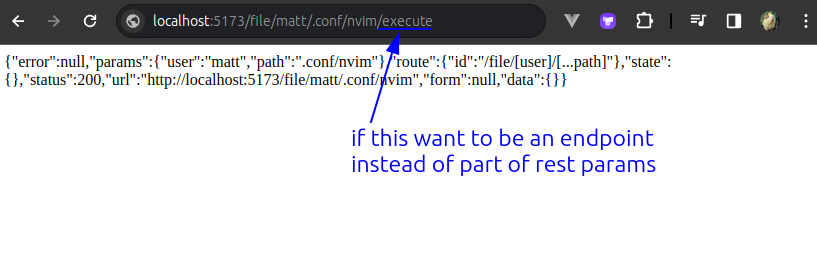 localhost:5173/file/matt/.conf/nvim/execute
{"error":null,"params":{"user":"matt","path":".conf/nvim"},"route":{"id":"/file/[user]/[...path]"},"state":
{},"status":200,"url":"http://localhost:5173/file/matt/.conf/nvim","form":null,"data":{}}
if this want to be an endpoint
instead of part of rest params